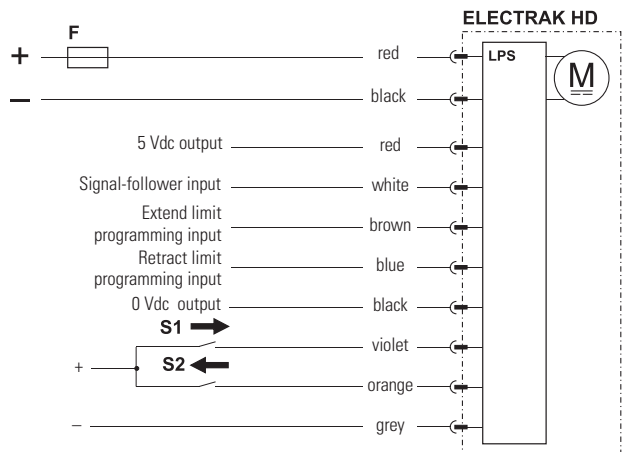 ELECTRAK HD
F
+ red LPS
M
– black
5 Vdc output red
Signal-follower input white
Extend limit
programming input brown
Retract limit
programming input blue
0 Vdc output black
S1 violet
+ S2
orange
– grey